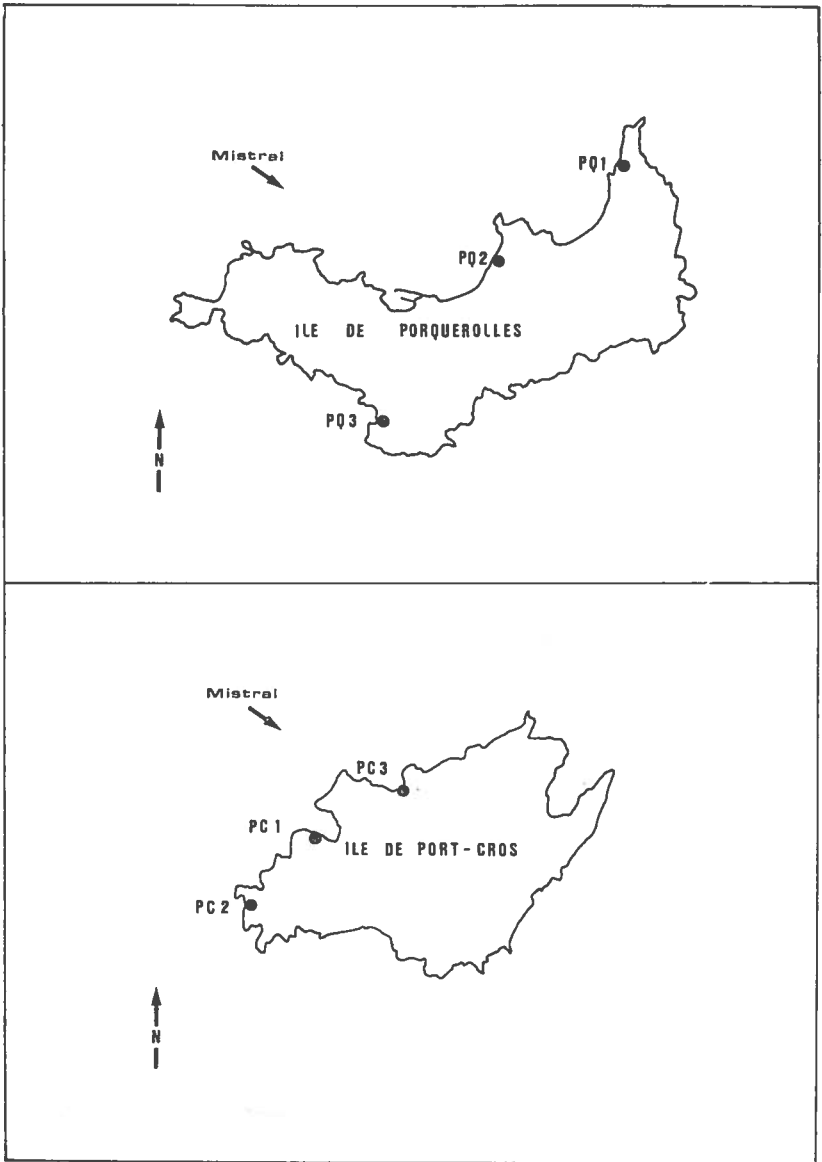 Mistral
PQ1
PQ2
ILE DE PORQUEROLLES
PQ3
N
Mistral
PC3
PC1
ILE DE PORT-CROS
PC2
N